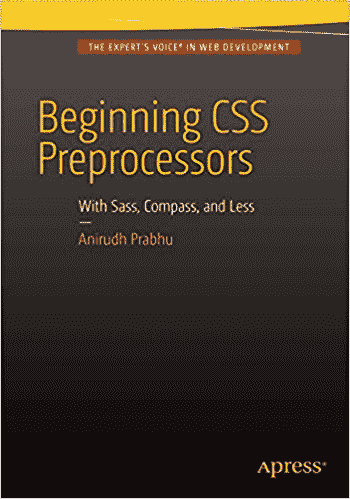 THE EXPERT'S VOICE® IN WEB DEVELOPMENT
Beginning CSS
Preprocessors
With Sass, Compass, and Less
Anirudh Prabhu
Apress®